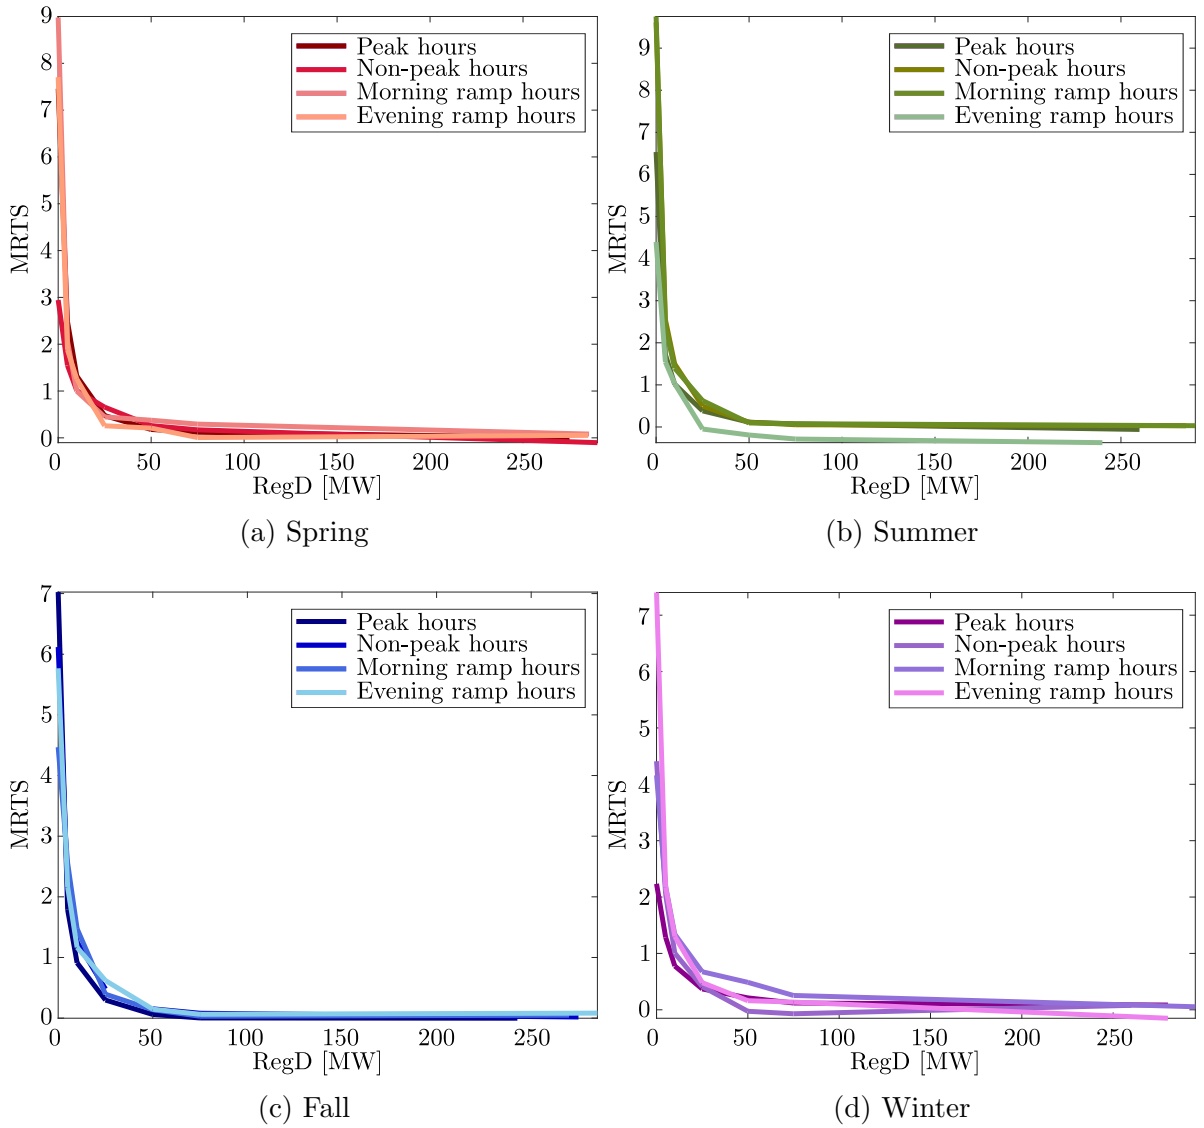 9
8
7
6
5
4
3
2
1
0
MRTS
Peak hours
Non-peak hours
Morning ramp hours
Evening ramp hours
0 50 100 150 200 250
RegD [MW]
(a) Spring
9
8
7
6
5
4
3
2
1
0
MRTS
Peak hours
Non-peak hours
Morning ramp hours
Evening ramp hours
0 50 100 150 200 250
RegD [MW]
(b) Summer
7
6
5
4
3
2
1
0
MRTS
Peak hours
Non-peak hours
Morning ramp hours
Evening ramp hours
0 50 100 150 200 250
RegD [MW]
(c) Fall
7
6
5
4
3
2
1
0
MRTS
Peak hours
Non-peak hours
Morning ramp hours
Evening ramp hours
0 50 100 150 200 250
RegD [MW]
(d) Winter